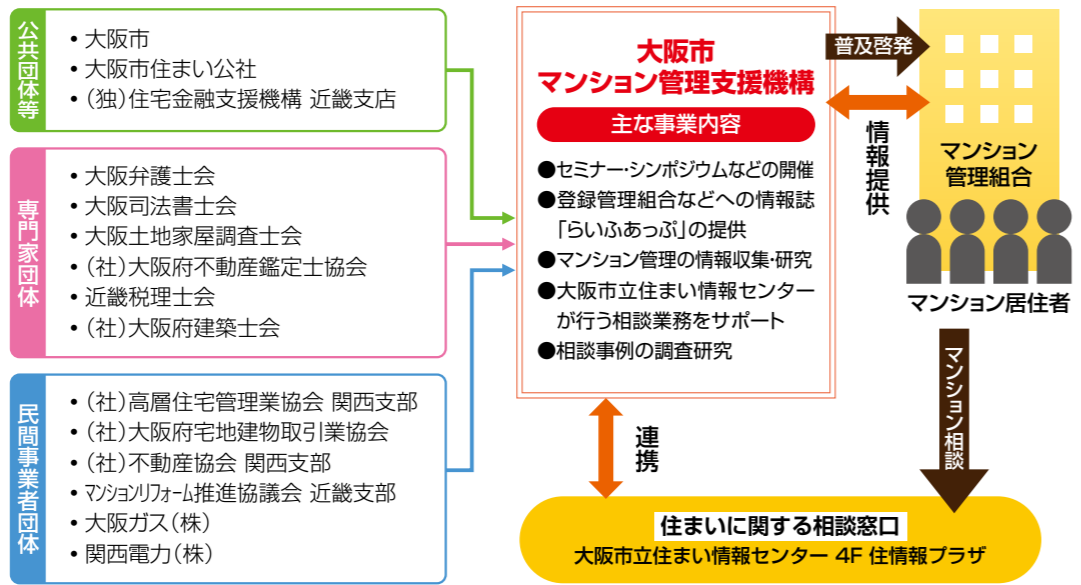 公共団体等
• 大阪市
• 大阪市住まい公社
• (独)住宅金融支援機構 近畿支店
専門家団体
• 大阪弁護士会
• 大阪司法書士会
• 大阪土地家屋調査士会
• (社)大阪府不動産鑑定士協会
• 近畿税理士会
• (社)大阪府建築士会
民間事業者団体
• (社)高層住宅管理業協会 関西支部
• (社)大阪府宅地建物取引業協会
• (社)不動産協会 関西支部
• マンションリフォーム推進協議会 近畿支部
• 大阪ガス(株)
• 関西電力(株)
大阪市
マンション管理支援機構
主な事業内容
●セミナー・シンポジウムなどの開催
●登録管理組合などへの情報誌
「らいふあっぷ」の提供
●マンション管理の情報収集・研究
●大阪市立住まい情報センター
が行う相談業務をサポート
●相談事例の調査研究
普及啓発
情報提供
マンション
管理組合
マンション居住者
マンション相談
連携
住まいに関する相談窓口
大阪市立住まい情報センター 4F 住情報プラザ